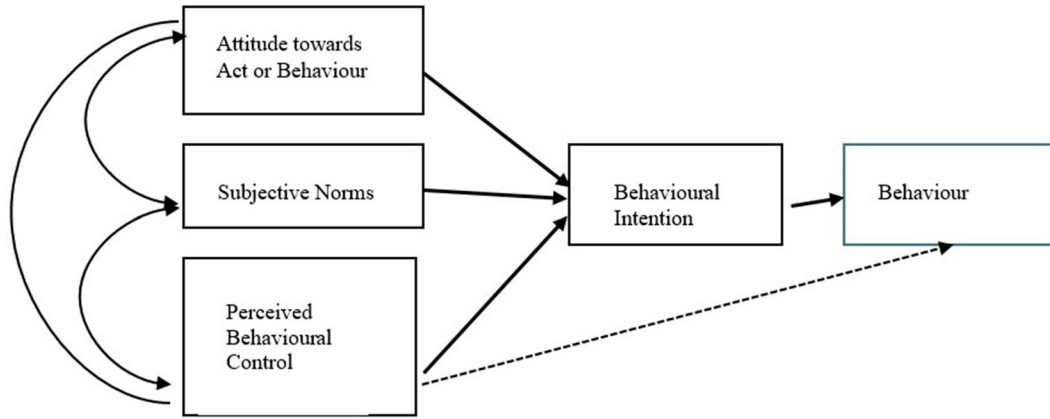 Attitude towards
Act or Behaviour
Subjective Norms
Perceived
Behavioural
Control
Behavioural
Intention
Behaviour